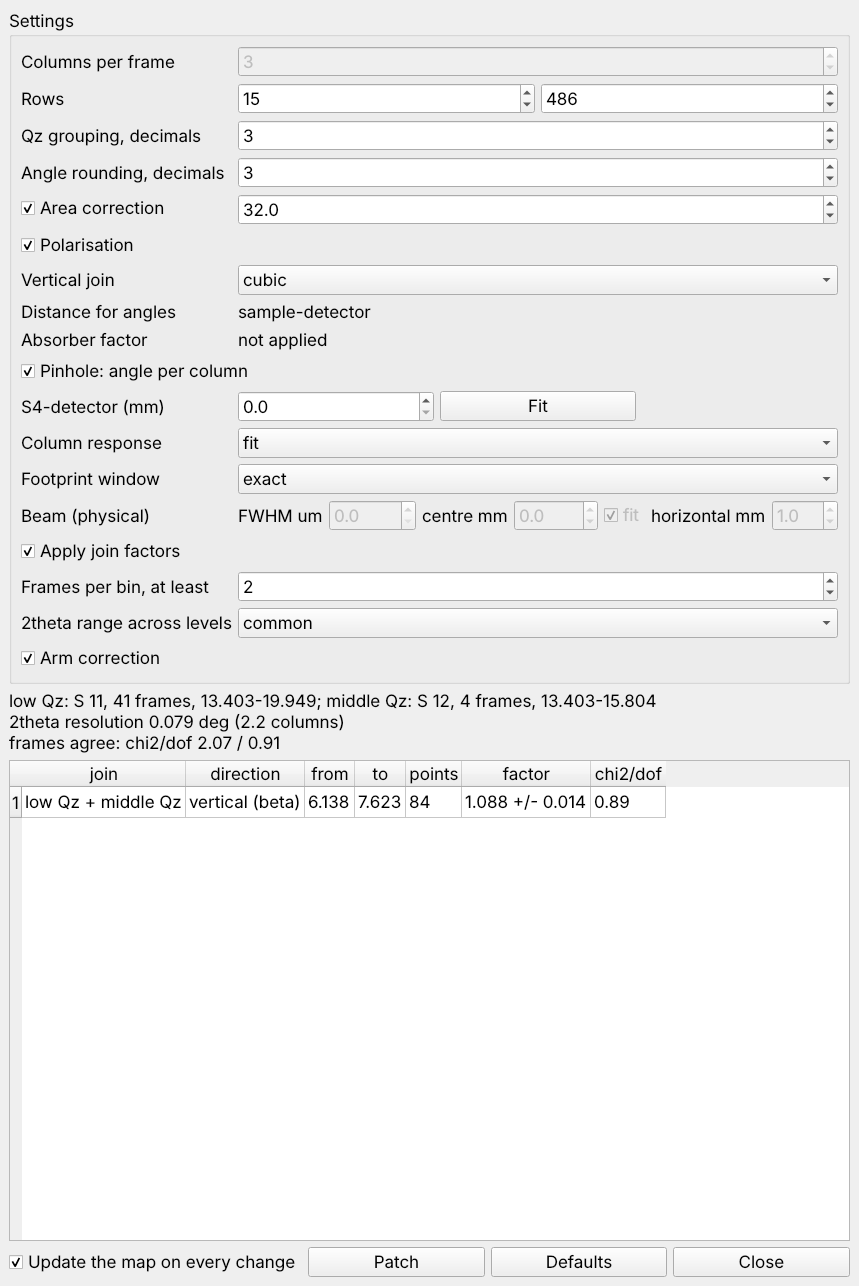 Settings
Columns per frame 3
Rows 15 486
Qz grouping, decimals 3
Angle rounding, decimals 3
Area correction 32.0
Polarisation
Vertical join cubic
Distance for angles sample-detector
Absorber factor not applied
Pinhole: angle per column
S4-detector (mm) 0.0 Fit
Column response fit
Footprint window exact
Beam (physical) FWHM um 0.0 centre mm 0.0 fit horizontal mm 1.0
Apply join factors
Frames per bin, at least 2
2theta range across levels common
Arm correction
low Qz: S 11, 41 frames, 13.403-19.949; middle Qz: S 12, 4 frames, 13.403-15.804
2theta resolution 0.079 deg (2.2 columns)
frames agree: chi2/dof 2.07 / 0.91
join direction from to points factor chi2/dof
1 low Qz + middle Qz vertical (beta) 6.138 7.623 84 1.088 +/- 0.014 0.89
Update the map on every change Patch Defaults Close